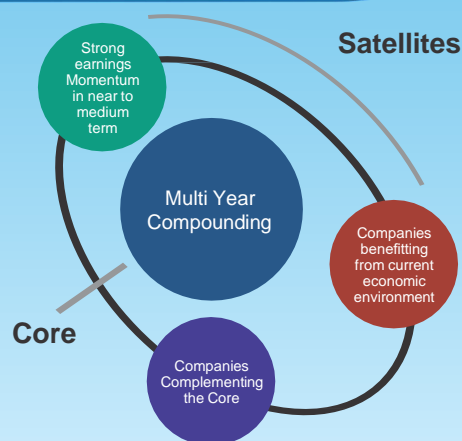 Satellites
Strong
earnings
Momentum
in near to
medium
term
Multi Year
Compounding
Companies
benefitting
from current
economic
environment
Core
Companies
Complementing
the Core